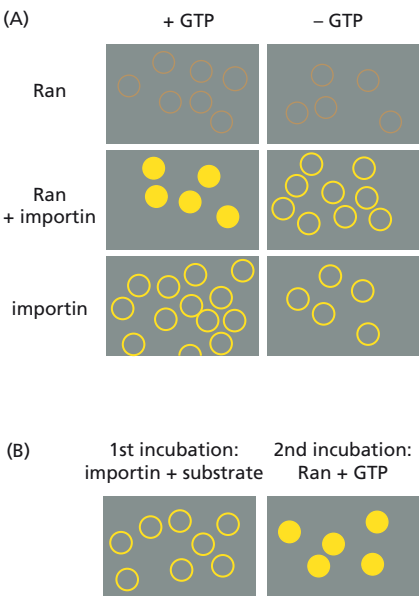 (A)
+ GTP
– GTP
Ran
Ran
+ importin
importin
(B)
1st incubation:
importin + substrate
2nd incubation:
Ran + GTP